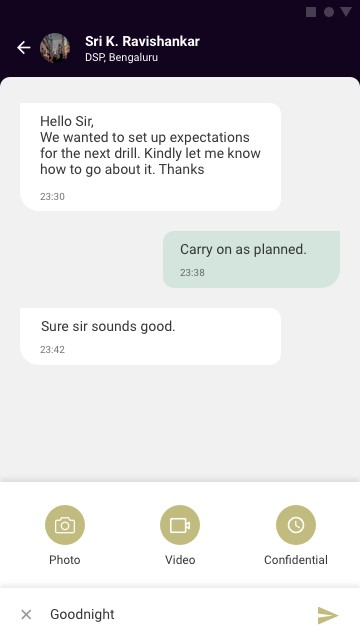 Sri K. Ravishankar
DSP, Bengaluru
Hello Sir,
We wanted to set up expectations
for the next drill. Kindly let me know
how to go about it. Thanks
23:30
Carry on as planned.
23:38
Sure sir sounds good.
23:42
Photo
Video
Confidential
Goodnight